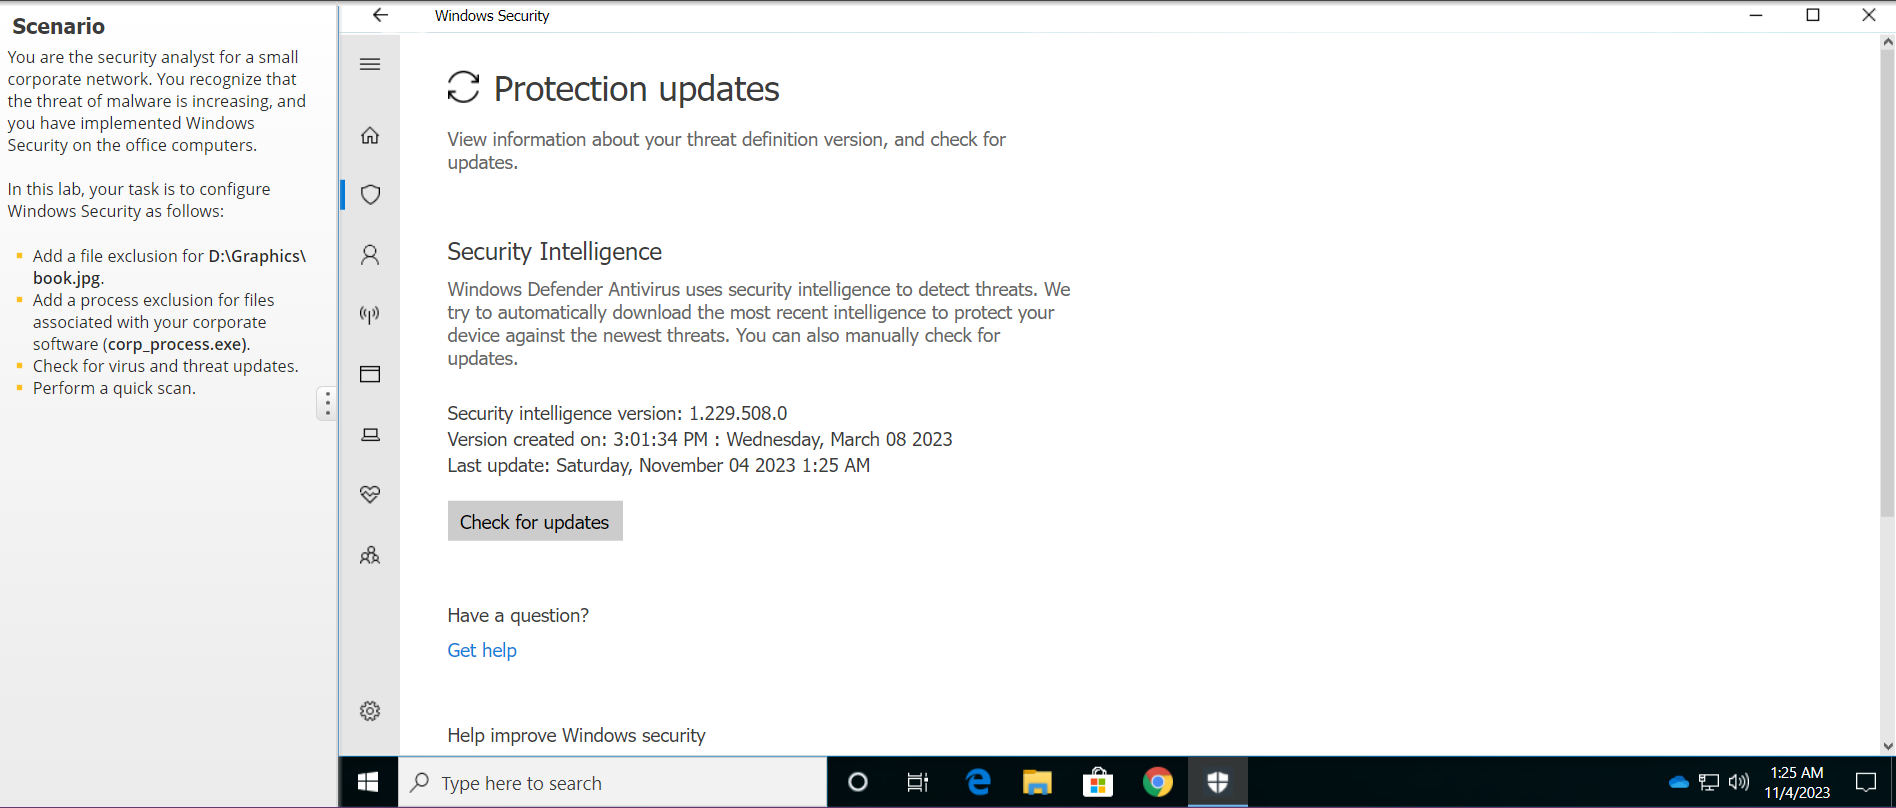 Scenario
You are the security analyst for a small
corporate network. You recognize that
the threat of malware is increasing, and
you have implemented Windows
Security on the office computers.
In this lab, your task is to configure
Windows Security as follows:
Add a file exclusion for D:\Graphics\
book.jpg.
Add a process exclusion for files
associated with your corporate
software (corp_process.exe).
Check for virus and threat updates.
Perform a quick scan.
Windows Security
Protection updates
View information about your threat definition version, and check for
updates.
Security Intelligence
Windows Defender Antivirus uses security intelligence to detect threats. We
try to automatically download the most recent intelligence to protect your
device against the newest threats. You can also manually check for
updates.
Security intelligence version: 1.229.508.0
Version created on: 3:01:34 PM : Wednesday, March 08 2023
Last update: Saturday, November 04 2023 1:25 AM
Check for updates
Have a question?
Get help
Help improve Windows security
Type here to search
1:25 AM
11/4/2023